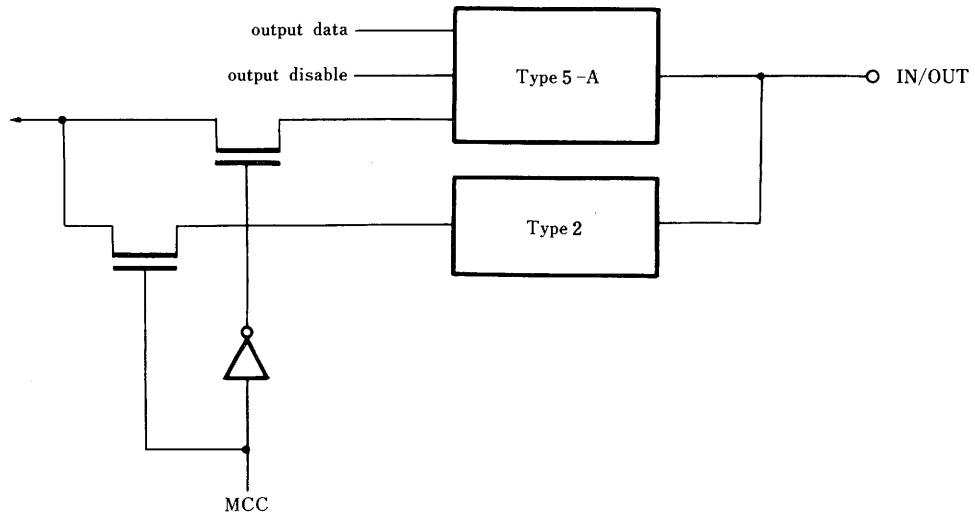 output data
output disable
Type 5-A
IN/OUT
Type 2
MCC